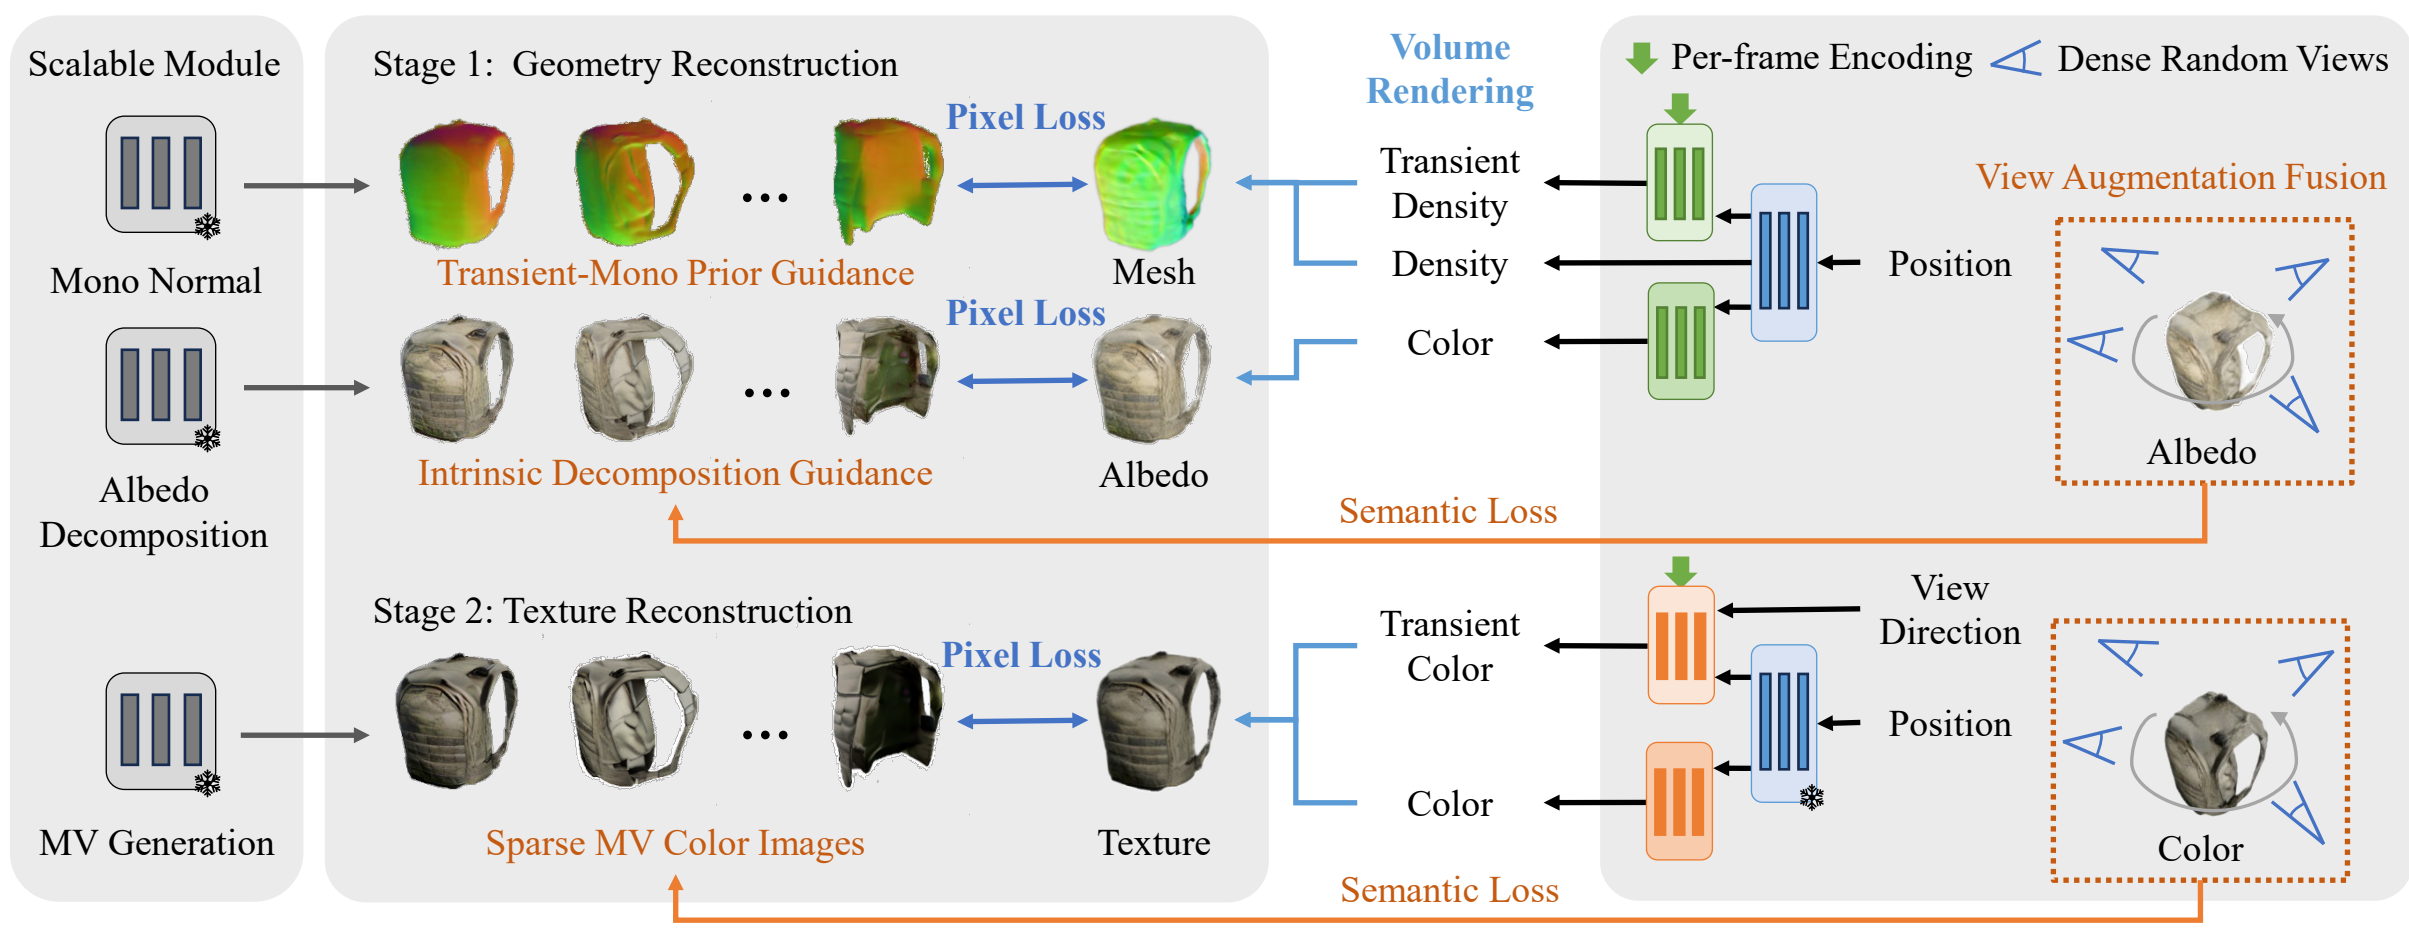 Scalable Module
Mono Normal
Albedo
Decomposition
MV Generation
Stage 1: Geometry Reconstruction
Pixel Loss
Transient-Mono Prior Guidance
Mesh
Pixel Loss
Intrinsic Decomposition Guidance
Albedo
Stage 2: Texture Reconstruction
Pixel Loss
Sparse MV Color Images
Texture
Volume
Rendering
Transient
Density
Density
Color
Semantic Loss
Transient
Color
Color
Semantic Loss
Per-frame Encoding
Dense Random Views
View Augmentation Fusion
Position
Albedo
View
Direction
Position
Color